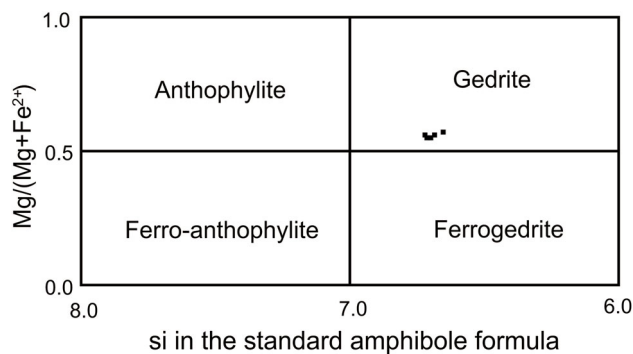 1.0
Anthophylite
Gedrite
Mg/(Mg+Fe²⁺)
0.5
Ferro-anthophylite
Ferrogedrite
0.0
8.0
7.0
6.0
si in the standard amphibole formula